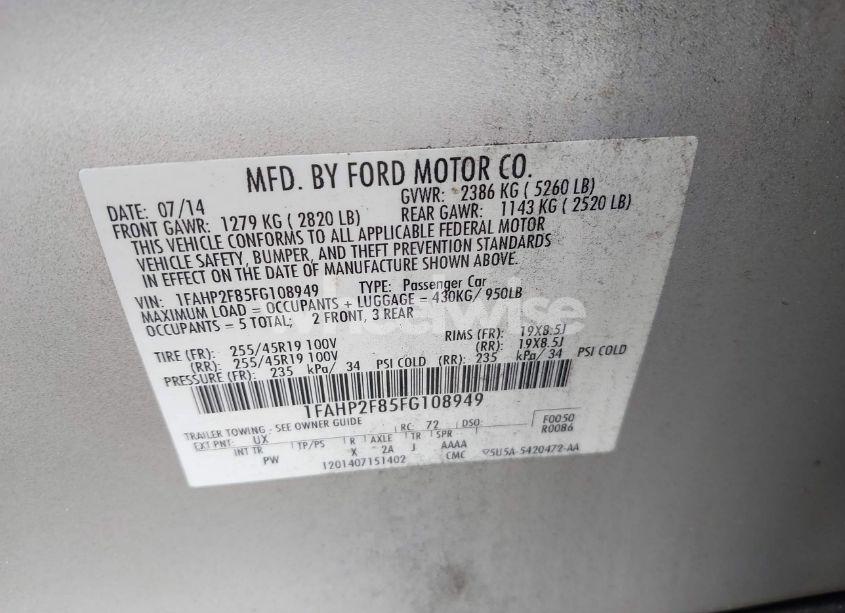 MFD. BY FORD MOTOR CO.
DATE: 07/14 GVWR: 2386 KG ( 5260 LB)
FRONT GAWR: 1279 KG ( 2820 LB) REAR GAWR: 1143 KG ( 2520 LB)
THIS VEHICLE CONFORMS TO ALL APPLICABLE FEDERAL MOTOR
VEHICLE SAFETY, BUMPER, AND THEFT PREVENTION STANDARDS
IN EFFECT ON THE DATE OF MANUFACTURE SHOWN ABOVE.
VIN: 1FAHP2F85FG108949 TYPE: Passenger Car
MAXIMUM LOAD = OCCUPANTS + LUGGAGE = 430KG/ 950LB
OCCUPANTS = 5 TOTAL; 2 FRONT, 3 REAR
wheelwise
TIRE (FR): 255/45R19 100V RIMS (FR): 19X8.5J
(RR): 255/45R19 100V (RR): 19X8.5J
PRESSURE (FR): 235 kPa/ 34 PSI COLD (RR): 235 kPa/ 34 PSI COLD
1FAHP2F85FG108949
TRAILER TOWING - SEE OWNER GUIDE
EXT PNT: UX RC: 72 DSO: F0050
INT TR TP/PS R AXLE TR SPR R0086
PW X 2A J AAAA
1201407151402 CMC 5U5A-5420472-AA